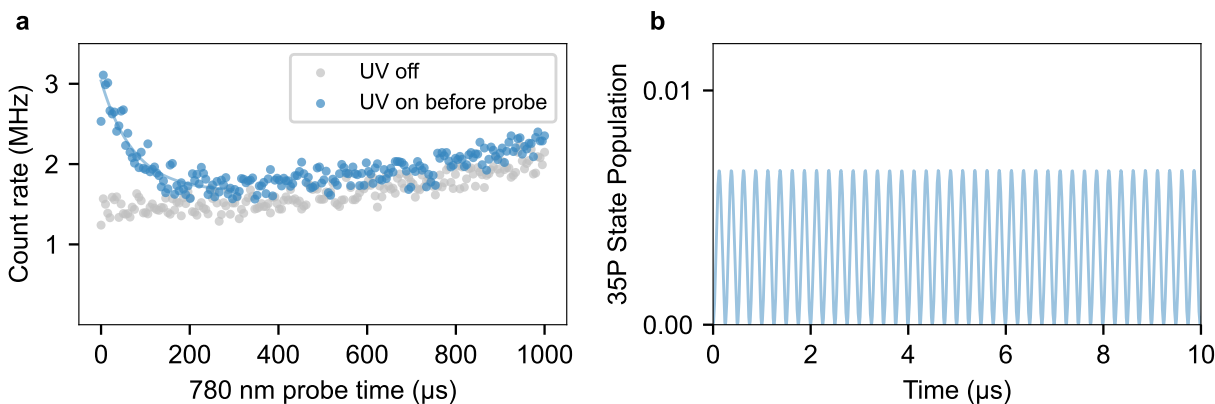 a
Count rate (MHz)
3
2
1
UV off
UV on before probe
0
200
400
600
800
1000
780 nm probe time (µs)
b
35P State Population
0.01
0.00
0
2
4
6
8
10
Time (µs)